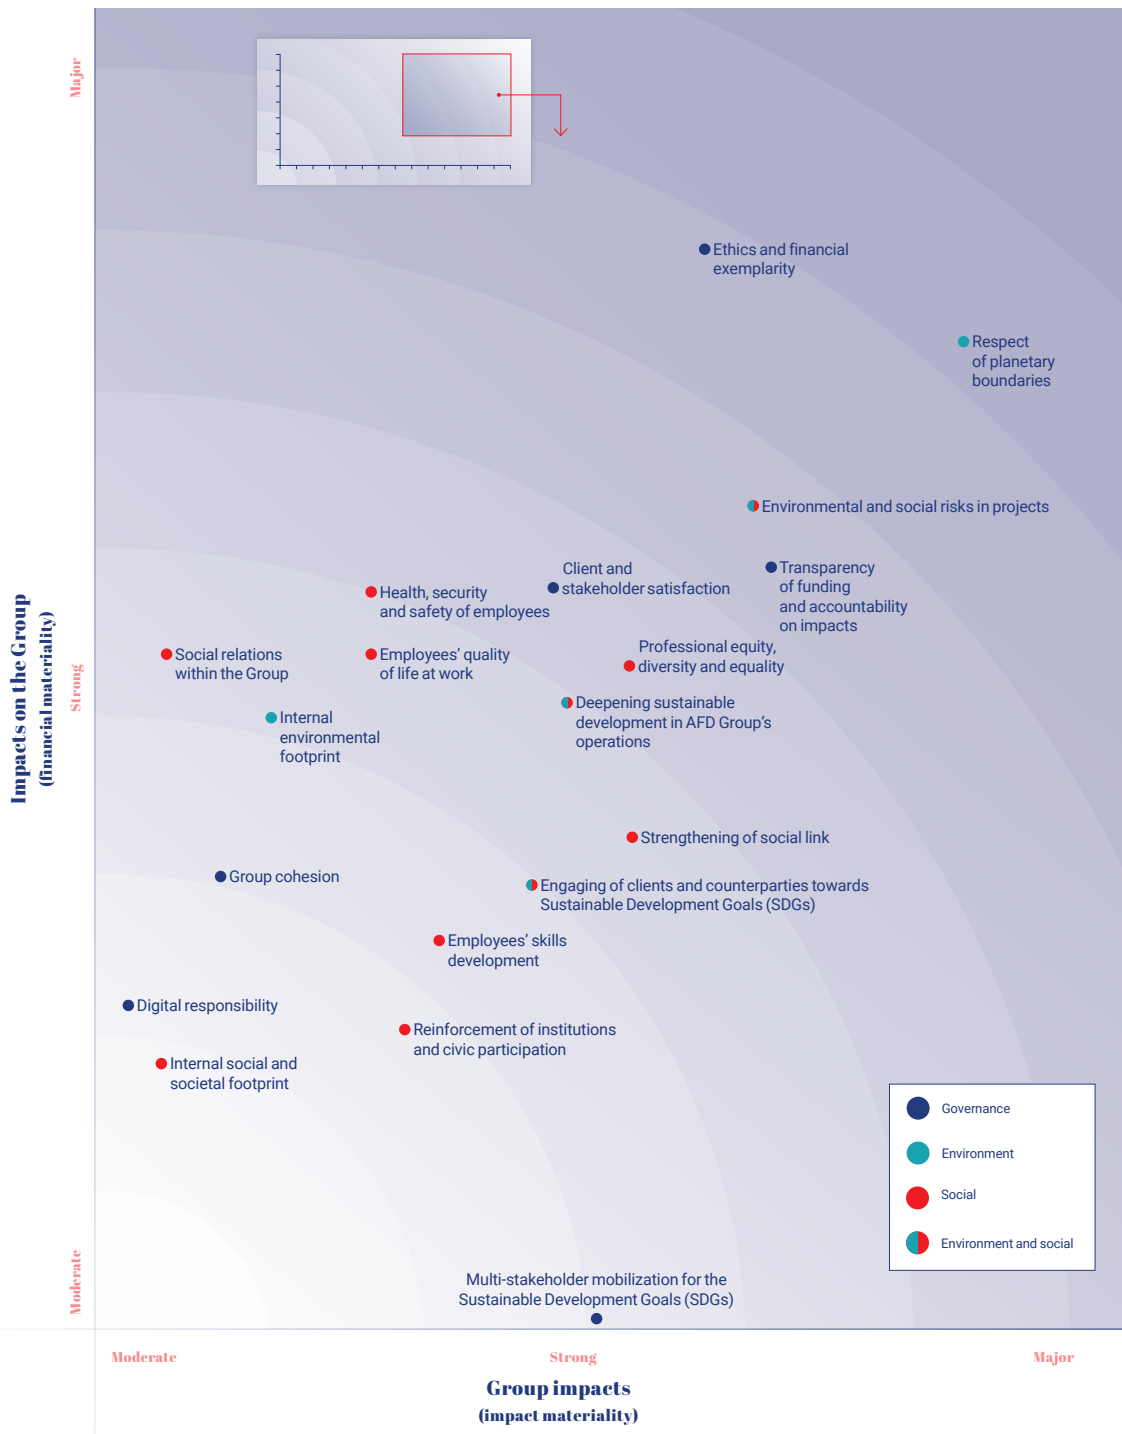 Major
Ethics and financial
exemplarity
Respect
of planetary
boundaries
Environmental and social risks in projects
Client and
stakeholder satisfaction
Transparency
of funding
and accountability
on impacts
Health, security
and safety of employees
Professional equity,
diversity and equality
Social relations
within the Group
Employees’ quality
of life at work
Impacts on the Group
(financial materiality)
Strong
Deepening sustainable
development in AFD Group’s
operations
Internal
environmental
footprint
Strengthening of social link
Group cohesion
Engaging of clients and counterparties towards
Sustainable Development Goals (SDGs)
Employees’ skills
development
Digital responsibility
Reinforcement of institutions
and civic participation
Internal social and
societal footprint
Governance
Environment
Social
Environment and social
Moderate
Multi-stakeholder mobilization for the
Sustainable Development Goals (SDGs)
Moderate
Strong
Major
Group impacts
(impact materiality)